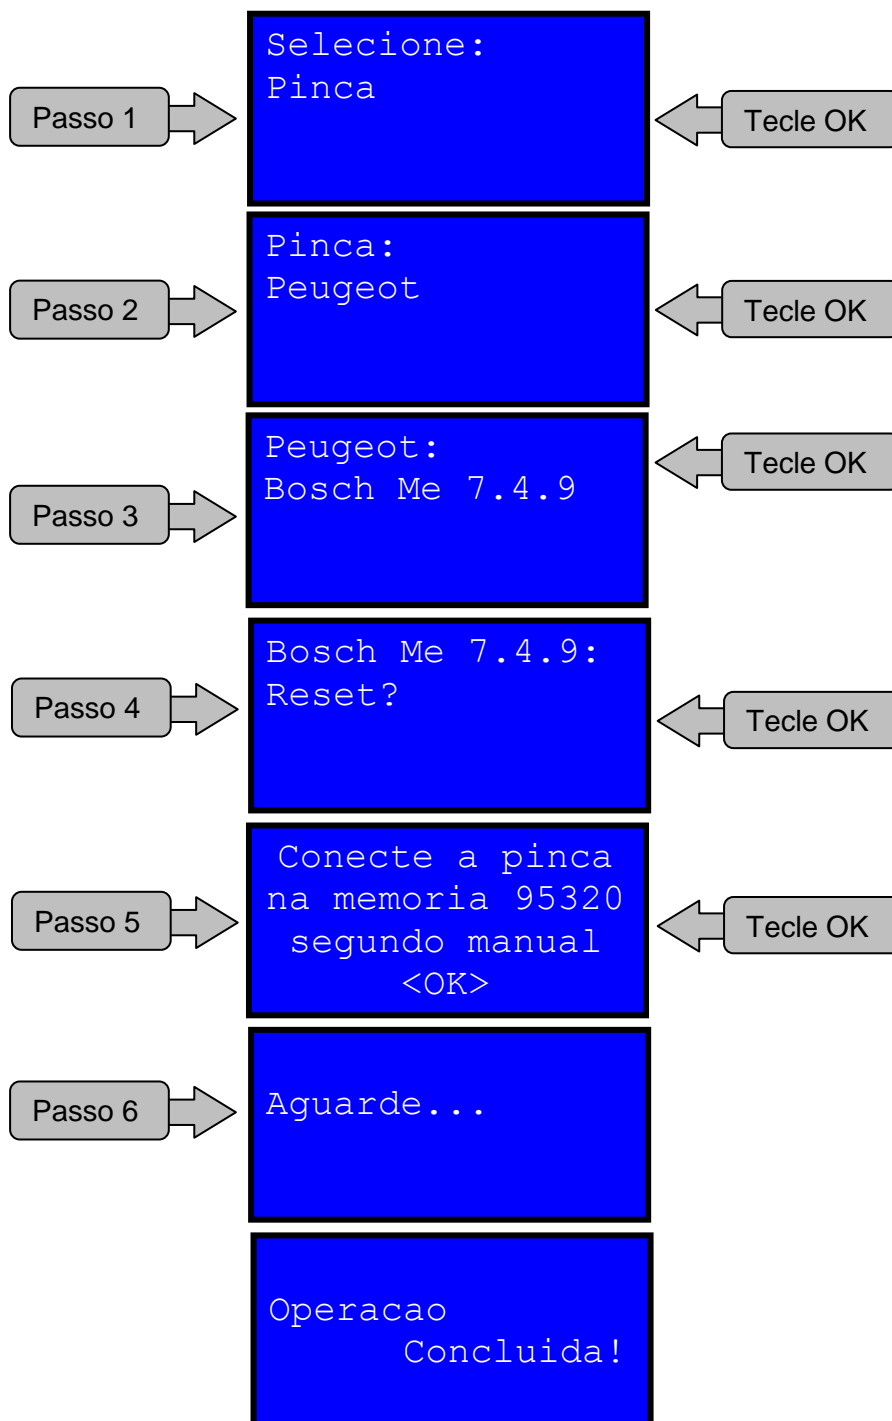 Selecione:
Pinca
Passo 1
Tecle OK
Pinca:
Peugeot
Passo 2
Tecle OK
Peugeot:
Bosch Me 7.4.9
Passo 3
Tecle OK
Bosch Me 7.4.9:
Reset?
Passo 4
Tecle OK
Conecte a pinca
na memoria 95320
segundo manual
<OK>
Passo 5
Tecle OK
Aguarde...
Passo 6
Operacao
Concluida!